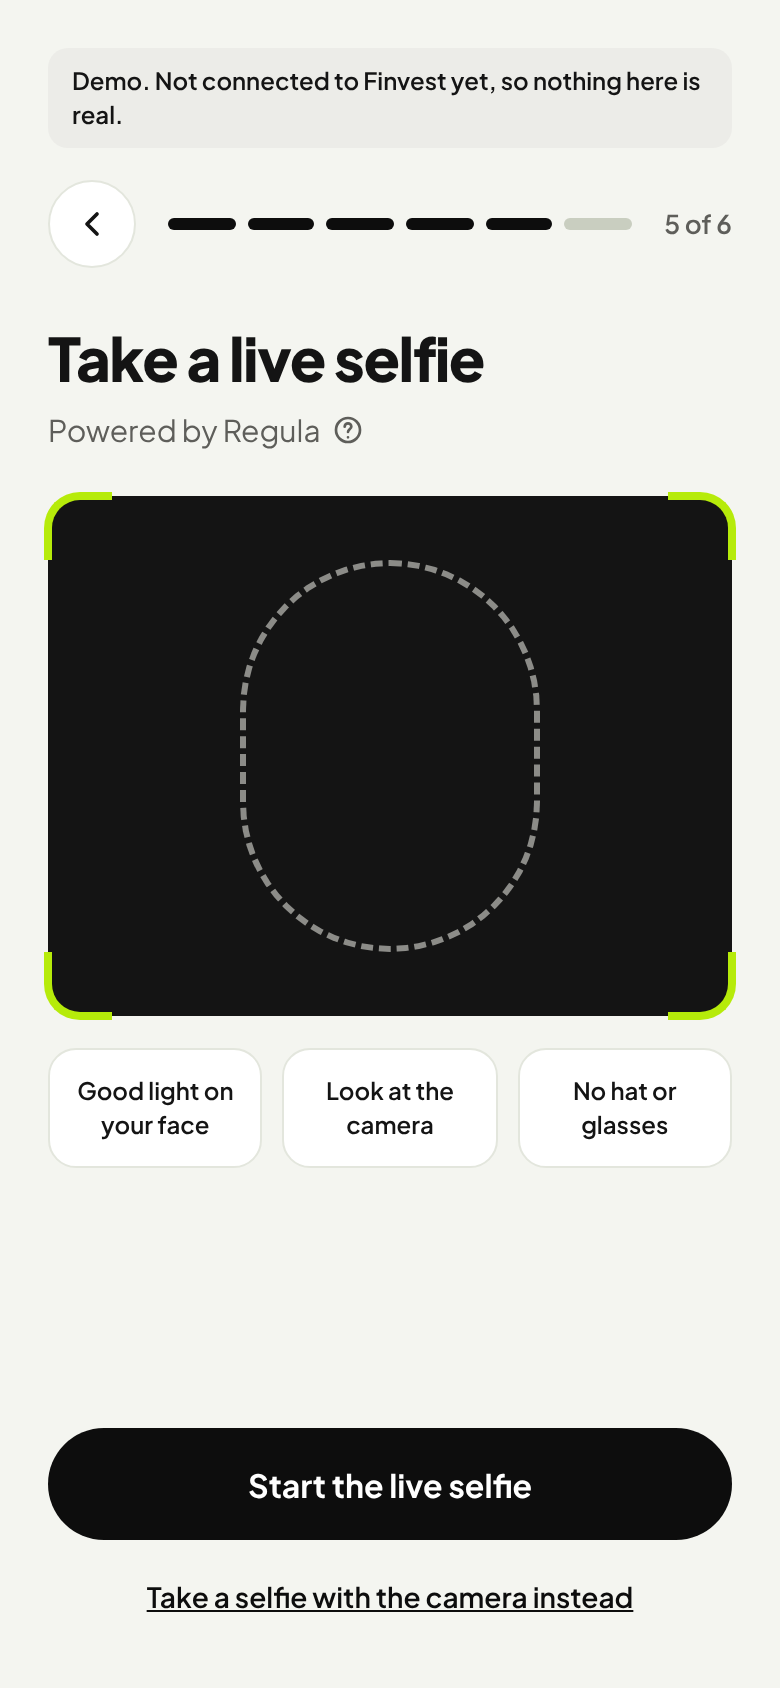 Demo. Not connected to Finvest yet, so nothing here is
real.
5 of 6
Take a live selfie
Powered by Regula
Good light on
your face
Look at the
camera
No hat or
glasses
Start the live selfie
Take a selfie with the camera instead